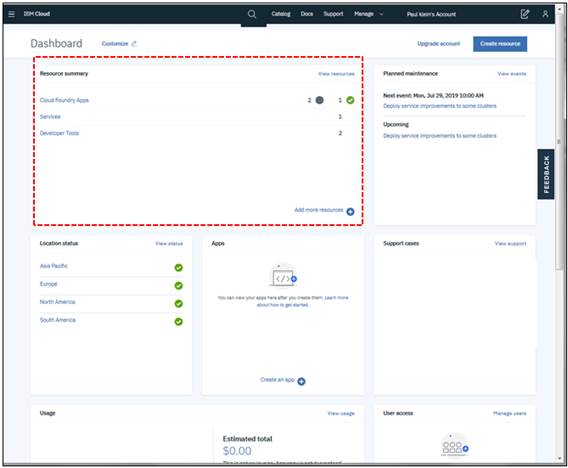 IBM Cloud
Catalog
Docs
Support
Manage
Paul klein's Account
Dashboard
Customize
Upgrade account
Create resource
Resource summary
View resources
Cloud Foundry Apps
2
1
Services
1
Developer Tools
2
Add more resources
Planned maintenance
View events
Next event: Mon, Jul 29, 2019 10:00 AM
Deploy service improvements to some clusters
Upcoming
Deploy service improvements to some clusters
FEEDBACK
Location status
View status
Asia Pacific
Europe
North America
South America
Apps
You can view your apps here after you create them. Learn more
about how to get started.
Create an app
Support cases
View support
Usage
View usage
Estimated total
$0.00
User access
Manage users